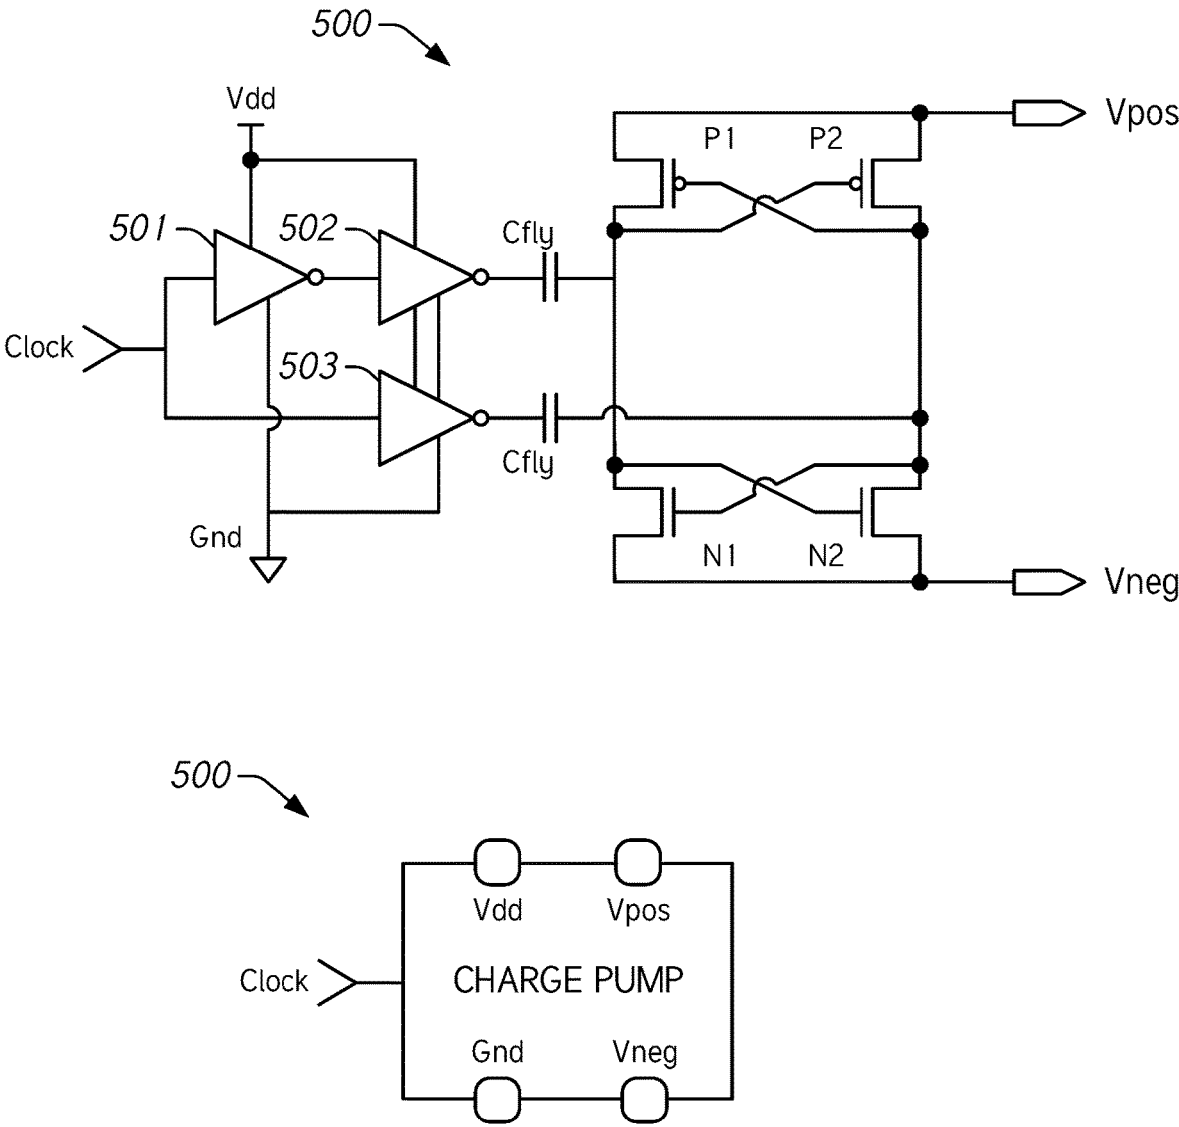 500
Vdd
Vpos
P1 P2
501 502
Cfly
Clock
503
Cfly
Gnd
N1 N2
Vneg
500
Vdd Vpos
Clock
CHARGE PUMP
Gnd Vneg